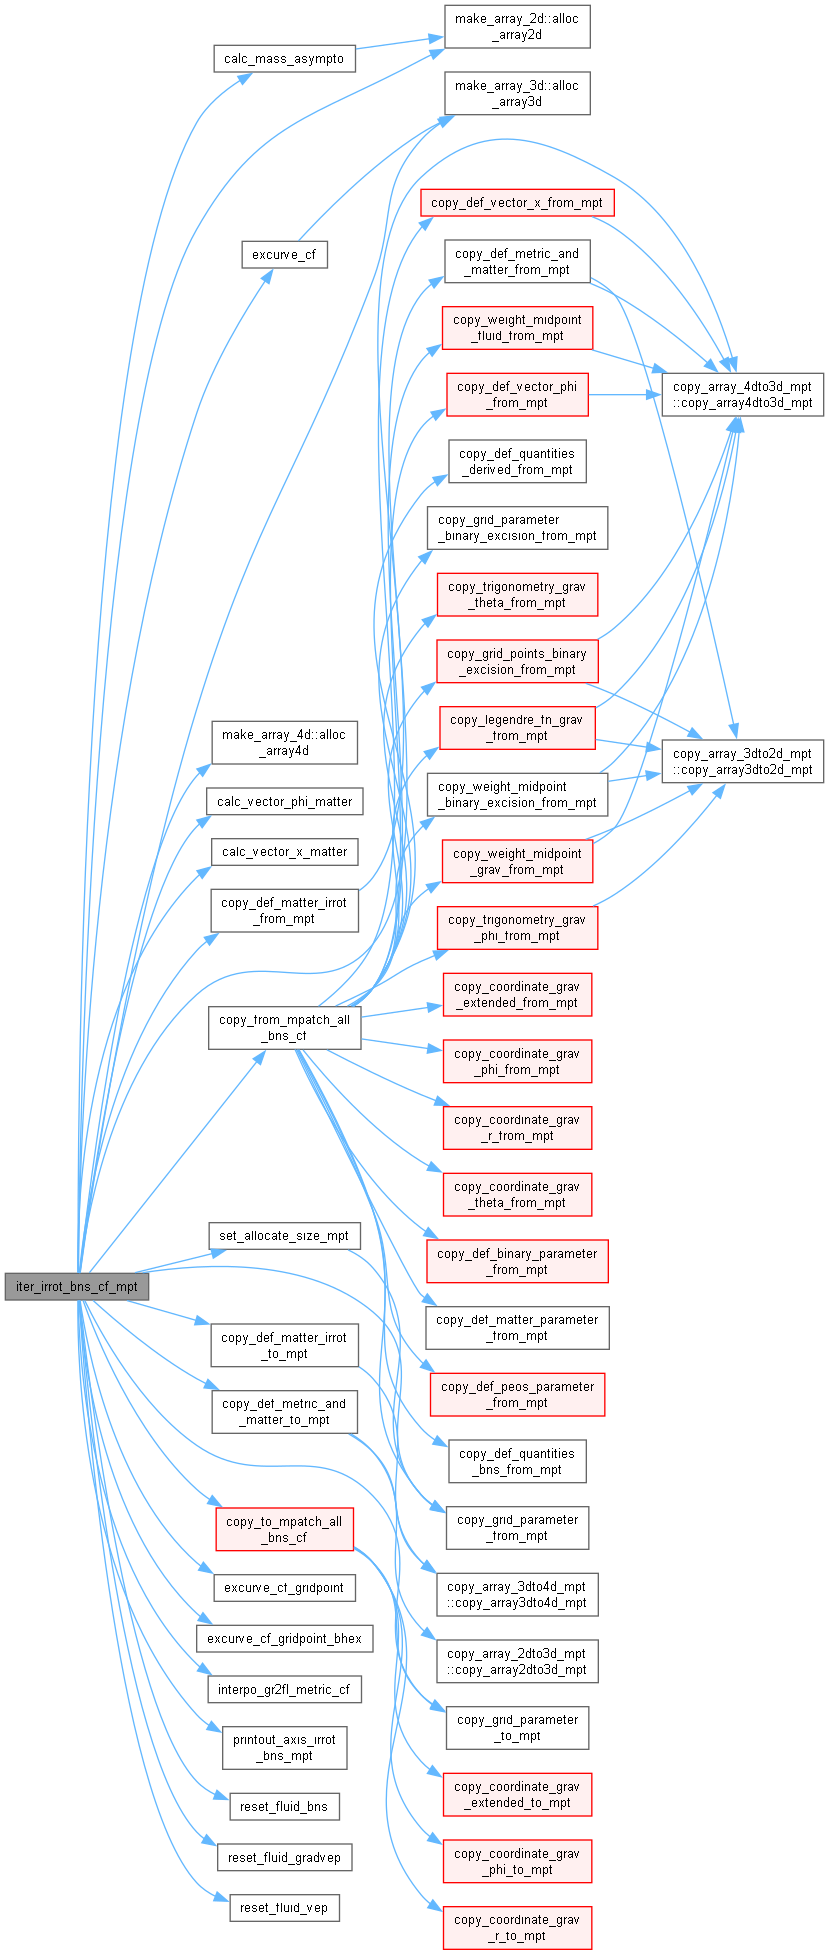 make_array_2d::alloc
_array2d
calc_mass_asympto
make_array_3d::alloc
_array3d
copy_def_vector_x_from_mpt
excurve_cf
copy_def_metric_and
_matter_from_mpt
copy_weight_midpoint
_fluid_from_mpt
copy_array_4dto3d_mpt
::copy_array4dto3d_mpt
copy_def_vector_phi
_from_mpt
copy_def_quantities
_derived_from_mpt
copy_grid_parameter
_binary_excision_from_mpt
copy_trigonometry_grav
_theta_from_mpt
copy_grid_points_binary
_excision_from_mpt
copy_legendre_fn_grav
_from_mpt
make_array_4d::alloc
_array4d
copy_array_3dto2d_mpt
::copy_array3dto2d_mpt
copy_weight_midpoint
_binary_excision_from_mpt
calc_vector_phi_matter
calc_vector_x_matter
copy_weight_midpoint
_grav_from_mpt
copy_def_matter_irrot
_from_mpt
copy_trigonometry_grav
_phi_from_mpt
copy_coordinate_grav
_extended_from_mpt
copy_from_mpatch_all
_bns_cf
copy_coordinate_grav
_phi_from_mpt
copy_coordinate_grav
_r_from_mpt
copy_coordinate_grav
_theta_from_mpt
set_allocate_size_mpt
copy_def_binary_parameter
_from_mpt
iter_irrot_bns_cf_mpt
copy_def_matter_parameter
_from_mpt
copy_def_matter_irrot
_to_mpt
copy_def_peos_parameter
_from_mpt
copy_def_metric_and
_matter_to_mpt
copy_def_quantities
_bns_from_mpt
copy_to_mpatch_all
_bns_cf
copy_grid_parameter
_from_mpt
excurve_cf_gridpoint
copy_array_3dto4d_mpt
::copy_array3dto4d_mpt
excurve_cf_gridpoint_bhex
copy_array_2dto3d_mpt
::copy_array2dto3d_mpt
interpo_gr2fl_metric_cf
copy_grid_parameter
_to_mpt
printout_axis_irrot
_bns_mpt
copy_coordinate_grav
_extended_to_mpt
reset_fluid_bns
reset_fluid_gradvep
copy_coordinate_grav
_phi_to_mpt
reset_fluid_vep
copy_coordinate_grav
_r_to_mpt